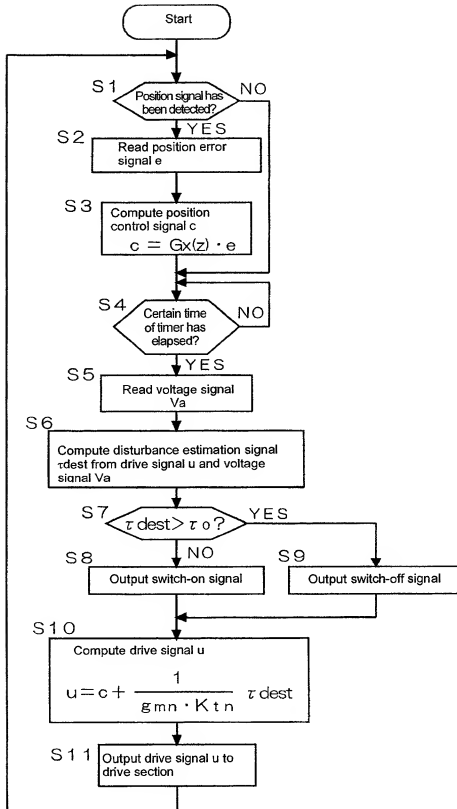 Start
S1
Position signal has
been detected?
NO
YES
S2
Read position error
signal e
S3
Compute position
control signal c
c = Gx(z)・e
S4
Certain time
of timer has
elapsed?
NO
YES
S5
Read voltage signal
Va
S6
Compute disturbance estimation signal
τdest from drive signal u and voltage
signal Va
S7
τdest>τo?
YES
NO
S8
Output switch-on signal
S9
Output switch-off signal
S10
Compute drive signal u
u=c+ 1/gmn・Ktn τdest
S11
Output drive signal u to
drive section